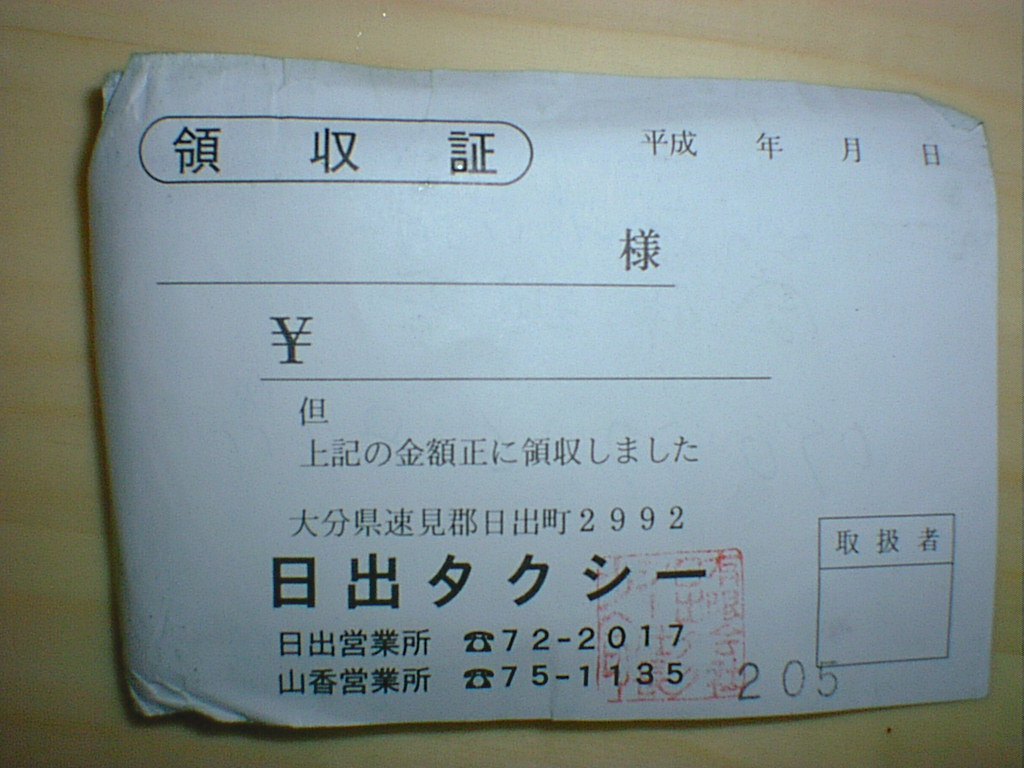 領収証
平成 年 月 日
様
¥
但
上記の金額正に領収しました
大分県速見郡日出町2992
取扱者
日出タクシー
日出営業所 ☎72-2017
山香営業所 ☎75-1135
205